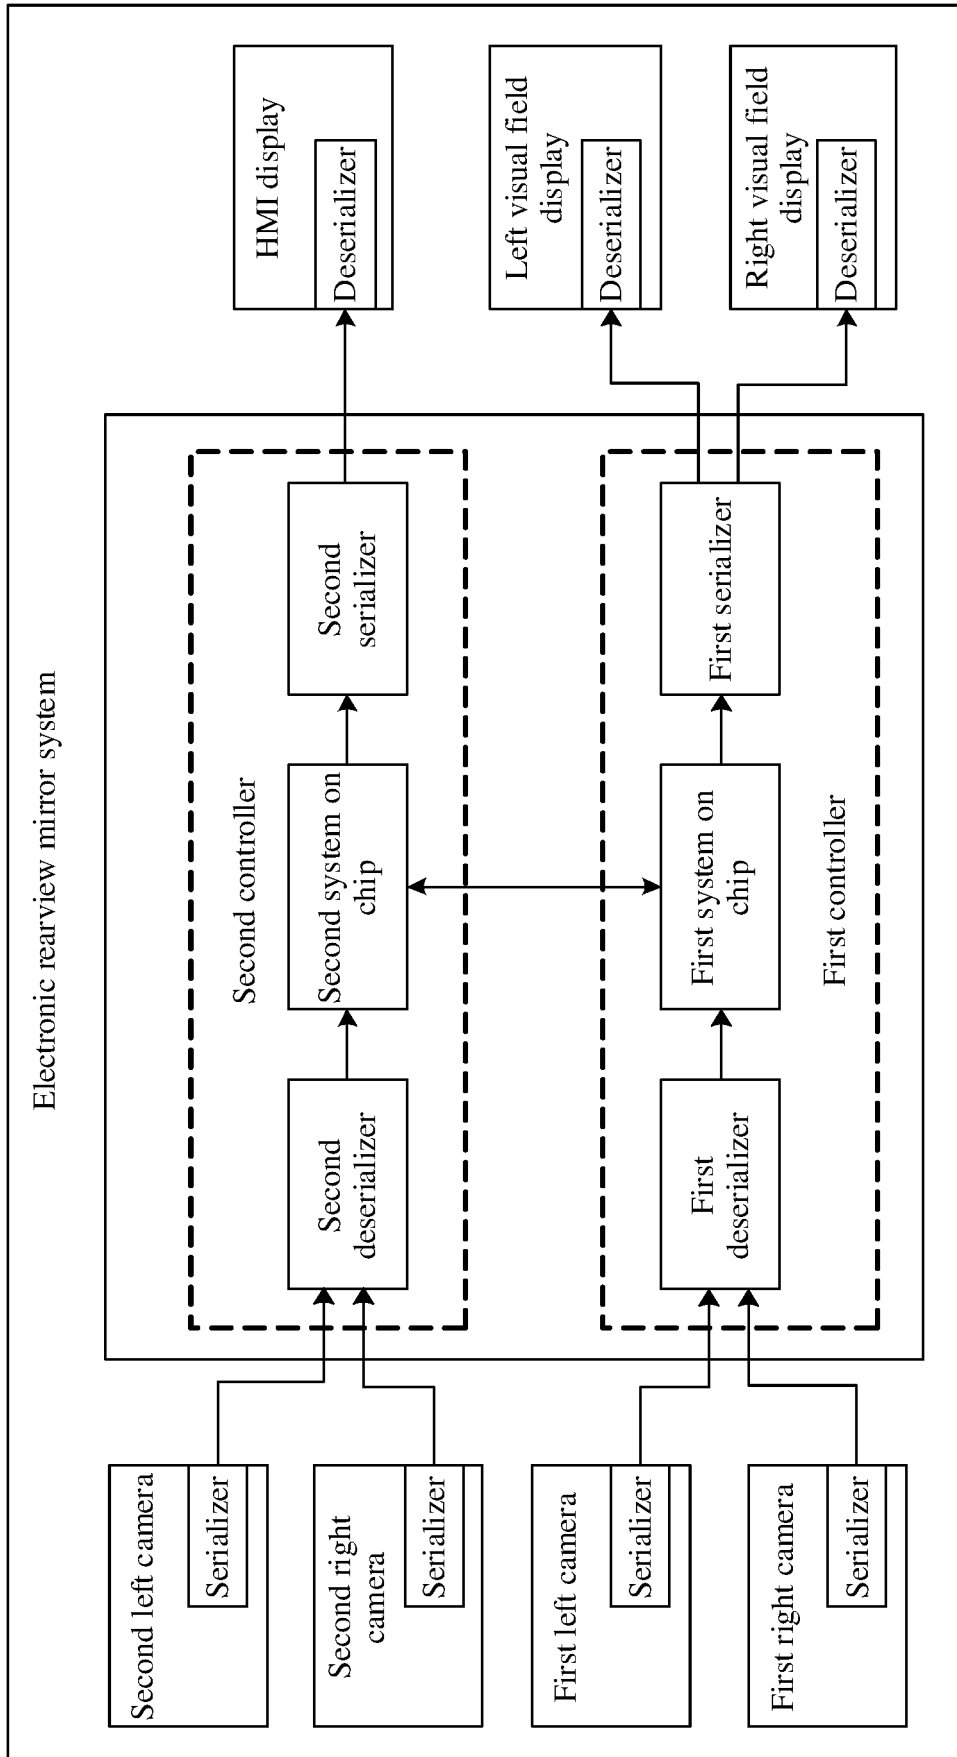 Electronic rearview mirror system
Second left camera
Serializer
Second right
camera
Serializer
First left camera
Serializer
First right camera
Serializer
Second controller
Second
deserializer
Second system on
chip
Second
serializer
First
deserializer
First system on
chip
First serializer
First controller
HMI display
Deserializer
Left visual field
display
Deserializer
Right visual field
display
Deserializer